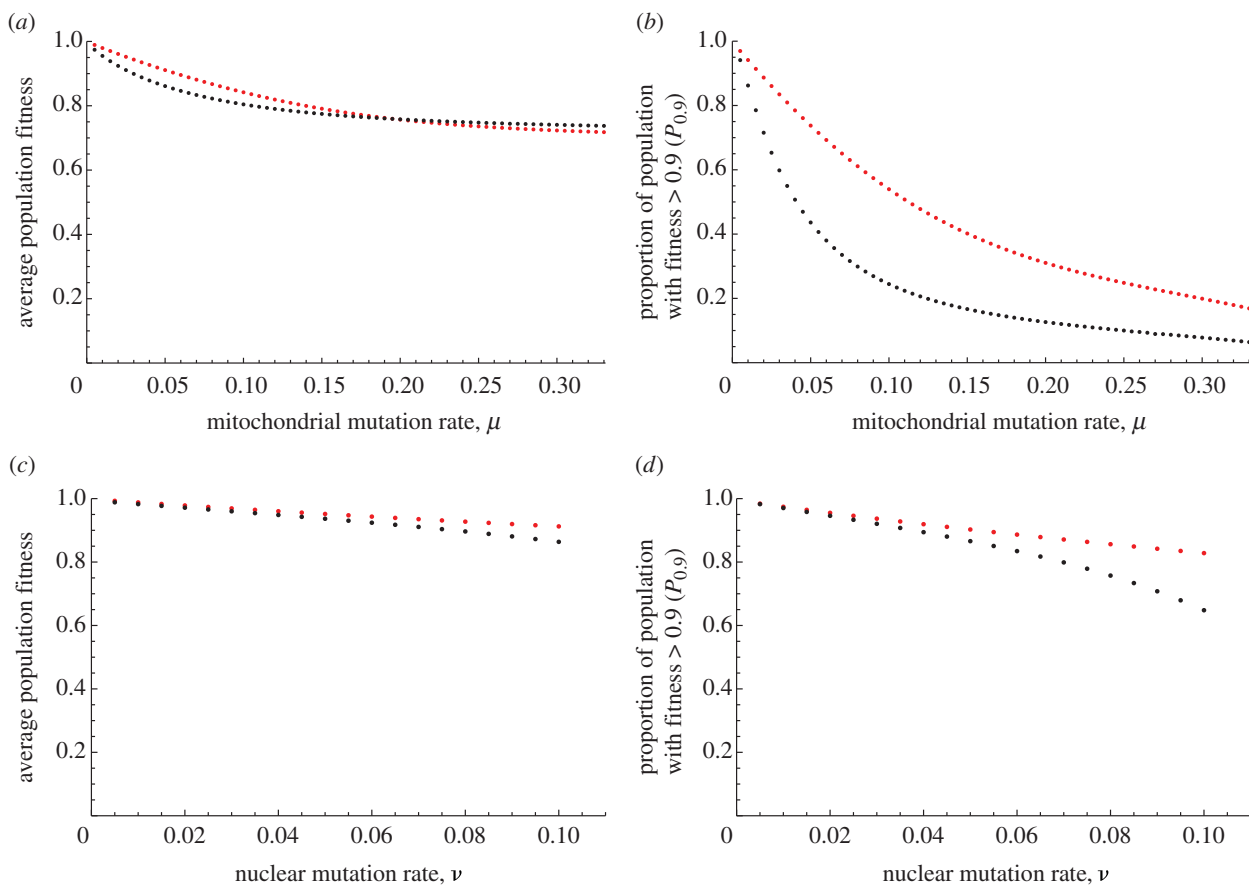 (a)
1.0
0.8
0.6
0.4
0.2
average population fitness
0 0.05 0.10 0.15 0.20 0.25 0.30
mitochondrial mutation rate, μ
(b)
1.0
0.8
0.6
0.4
0.2
proportion of population
with fitness > 0.9 (P0.9)
0 0.05 0.10 0.15 0.20 0.25 0.30
mitochondrial mutation rate, μ
(c)
1.0
0.8
0.6
0.4
0.2
average population fitness
0 0.02 0.04 0.06 0.08 0.10
nuclear mutation rate, ν
(d)
1.0
0.8
0.6
0.4
0.2
proportion of population
with fitness > 0.9 (P0.9)
0 0.02 0.04 0.06 0.08 0.10
nuclear mutation rate, ν